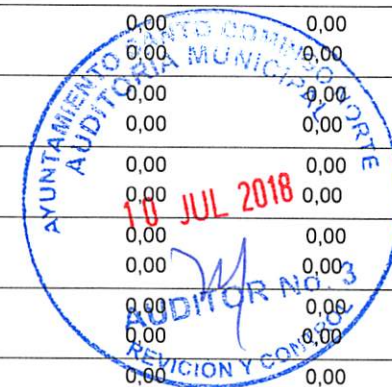 0,00 0,00
0,00 0,00
0,00 0,00
0,00 0,00
0,00 0,00
0,00 0,00
0,00 0,00
0,00 0,00
0,00 0,00
0,00 0,00
0,00 0,00
AYUNTAMIENTO SANTO DOMINGO NORTE
AUDITORIA MUNICIPAL
10 JUL 2018
AUDITOR No. 3
REVICION Y CONTROL